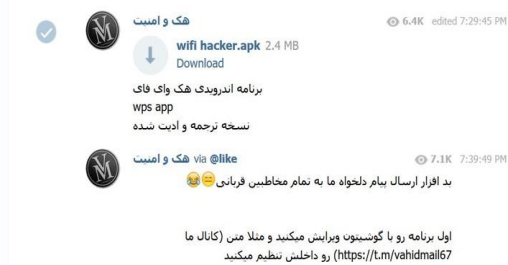 هک و امنیت
6.4K edited 7:29:45 PM
wifi hacker.apk 2.4 MB
Download
برنامه اندرویدی هک وای فای
wps app
نسخه ترجمه و ادیت شده
هک و امنیت via @like
7.1K 7:39:49 PM
بد افزار ارسال پیام دلخواه ما به تمام مخاطبین قربانی😑😂
اول برنامه رو با گوشیتون ویرایش میکنید و مثلا متن (کانال ما
https://t.m/vahidmail67) رو داخلش تنظیم میکنید